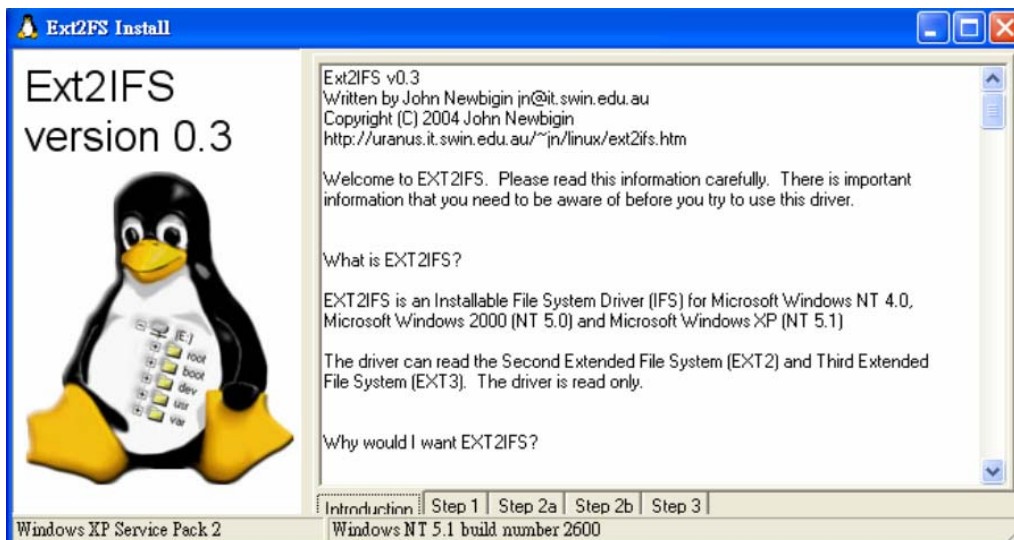 Ext2FS Install
Ext2IFS
version 0.3
[E:]
root
boot
dev
usr
var
Ext2IFS v0.3
Written by John Newbigin jn@it.swin.edu.au
Copyright (C) 2004 John Newbigin
http://uranus.it.swin.edu.au/~jn/linux/ext2ifs.htm
Welcome to EXT2IFS.  Please read this information carefully.  There is important
information that you need to be aware of before you try to use this driver.
What is EXT2IFS?
EXT2IFS is an Installable File System Driver (IFS) for Microsoft Windows NT 4.0,
Microsoft Windows 2000 (NT 5.0) and Microsoft Windows XP (NT 5.1)
The driver can read the Second Extended File System (EXT2) and Third Extended
File System (EXT3).  The driver is read only.
Why would I want EXT2IFS?
Introduction Step 1 Step 2a Step 2b Step 3
Windows XP Service Pack 2 Windows NT 5.1 build number 2600